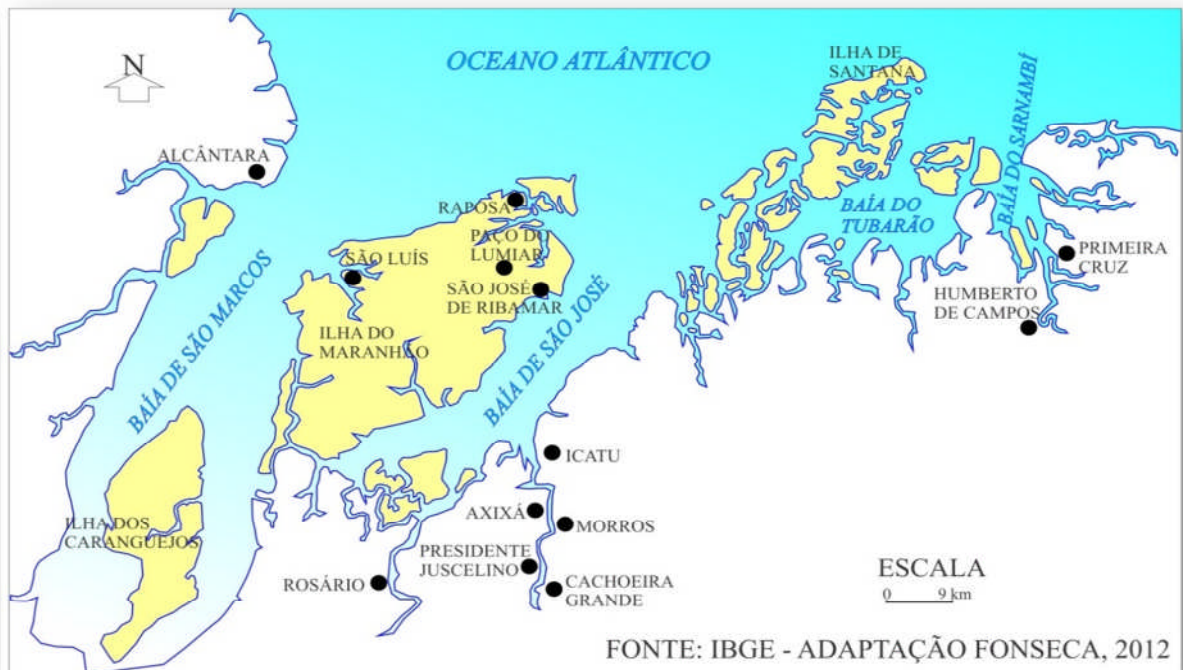 OCEANO ATLÂNTICO
ILHA DE
SANTANA
N
BAÍA DO SARNAMBÍ
ALCÂNTARA
RAPOSA
BAÍA DO
TUBARÃO
PAÇO DO
LUMIAR
SÃO LUÍS
PRIMEIRA
CRUZ
SÃO JOSÉ
DE RIBAMAR
HUMBERTO
DE CAMPOS
BAÍA DE SÃO MARCOS
ILHA DO
MARANHÃO
BAÍA DE SÃO JOSÉ
ICATU
AXIXÁ
MORROS
ILHA DOS
CARANGUEJOS
PRESIDENTE
JUSCELINO
ROSÁRIO
CACHOEIRA
GRANDE
ESCALA
0 9 km
FONTE: IBGE - ADAPTAÇÃO FONSECA, 2012